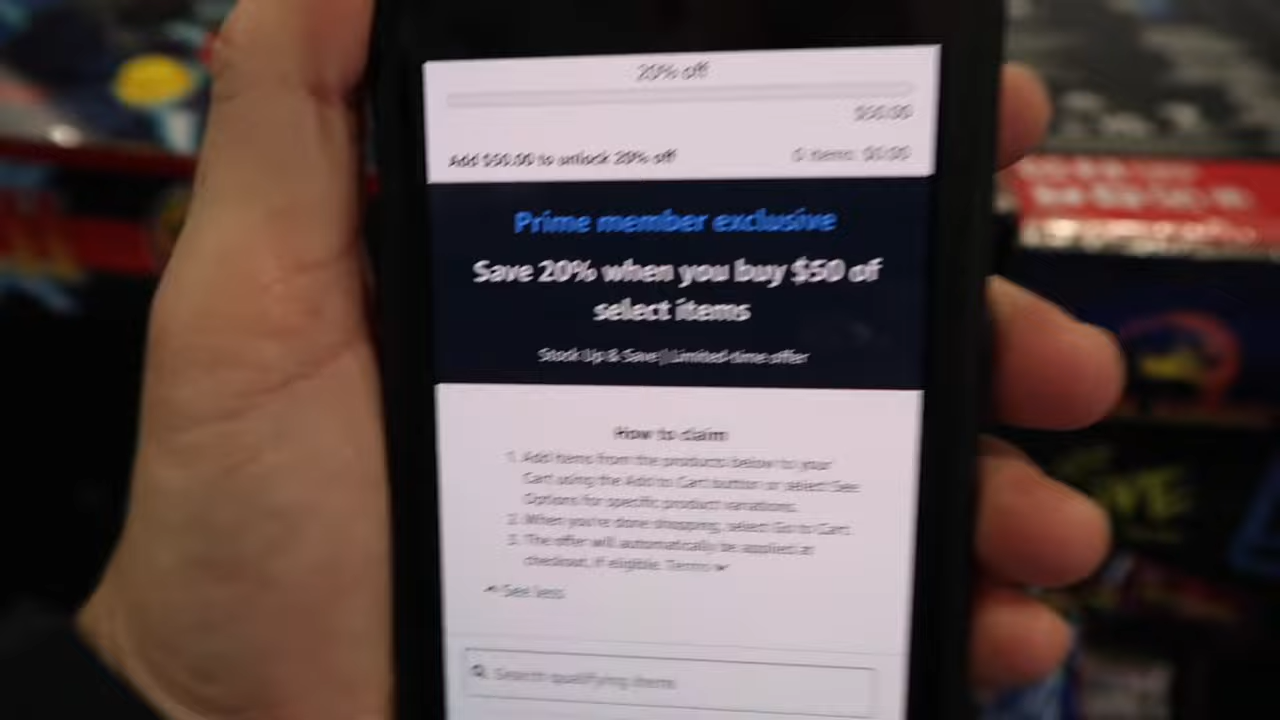 20% off
$50.00
Add $50.00 to unlock 20% off
0 items: $0.00
Prime member exclusive
Save 20% when you buy $50 of
select items
Stock Up & Save | Limited-time offer
How to claim
1. Add items from the products below to your
Cart using the Add to Cart button or select See
Options for specific product variations.
2. When you're done shopping, select Go to Cart.
3. The offer will automatically be applied at
checkout, if eligible. Terms
See less
Search qualifying items